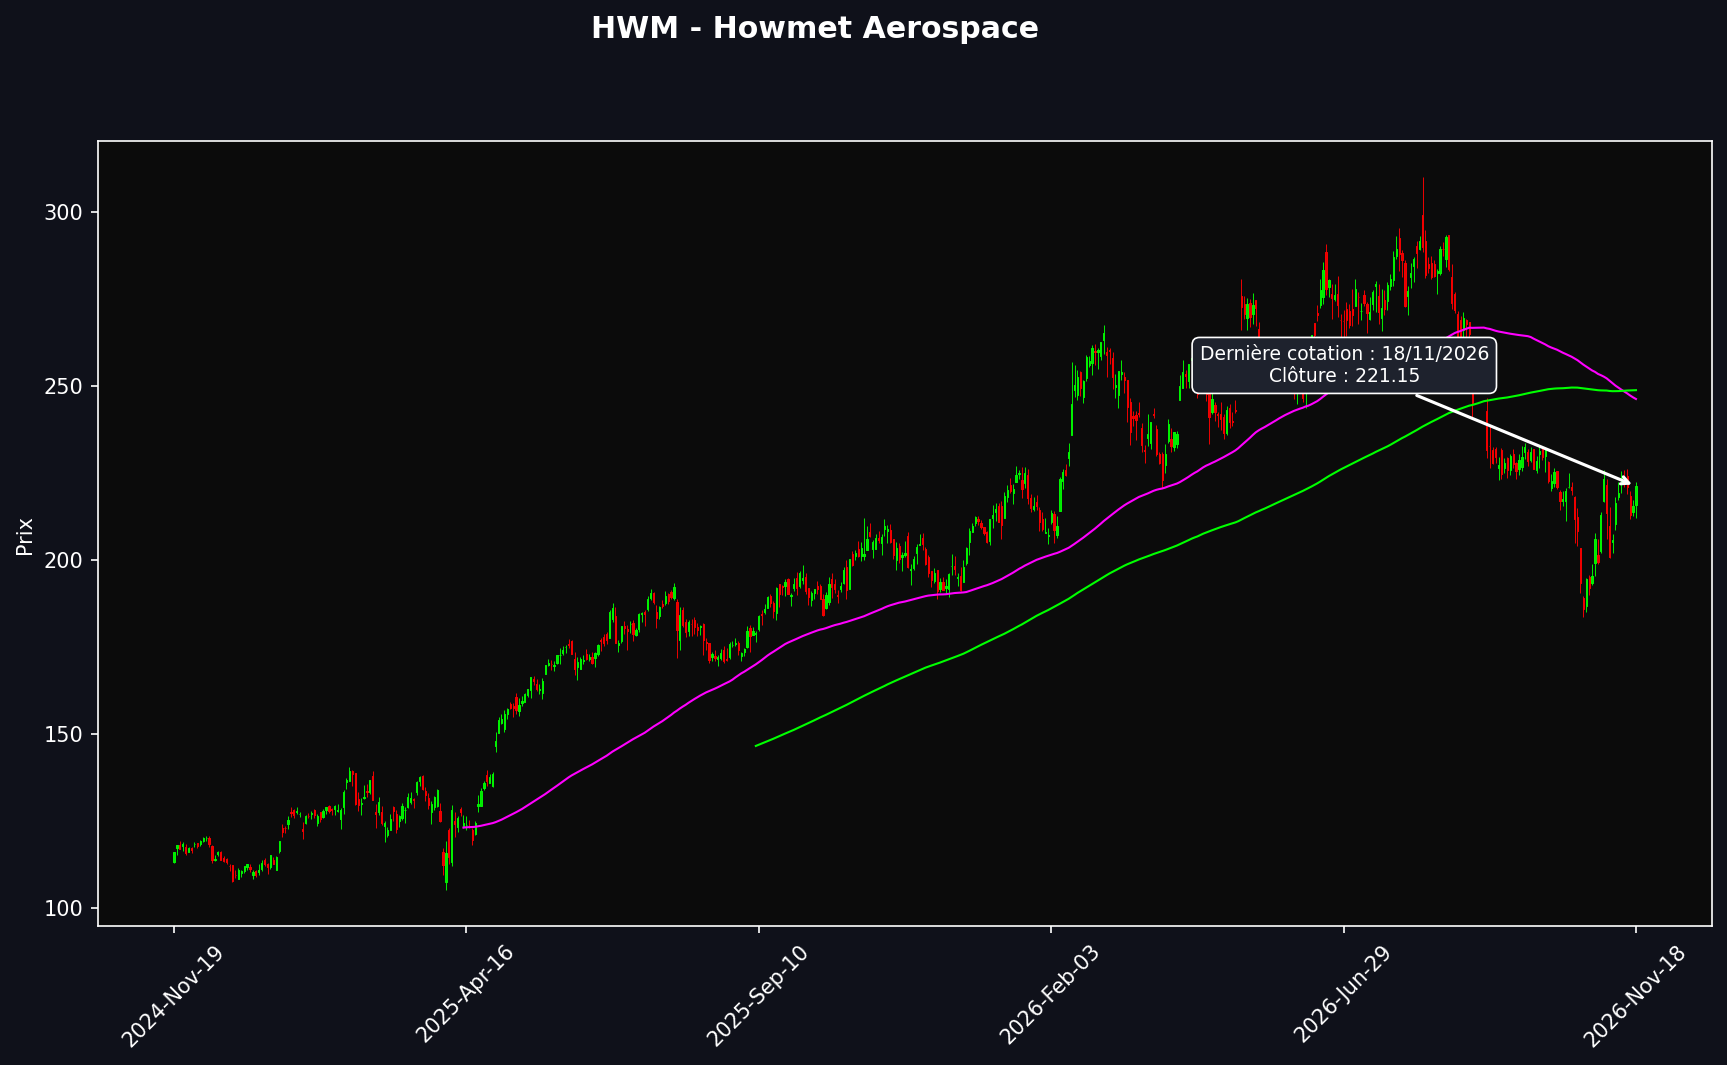 HWM - Howmet Aerospace
300
250
200
150
100
Prix
Dernière cotation : 18/11/2026
Clôture : 221.15
2024-Nov-19
2025-Apr-16
2025-Sep-10
2026-Feb-03
2026-Jun-29
2026-Nov-18